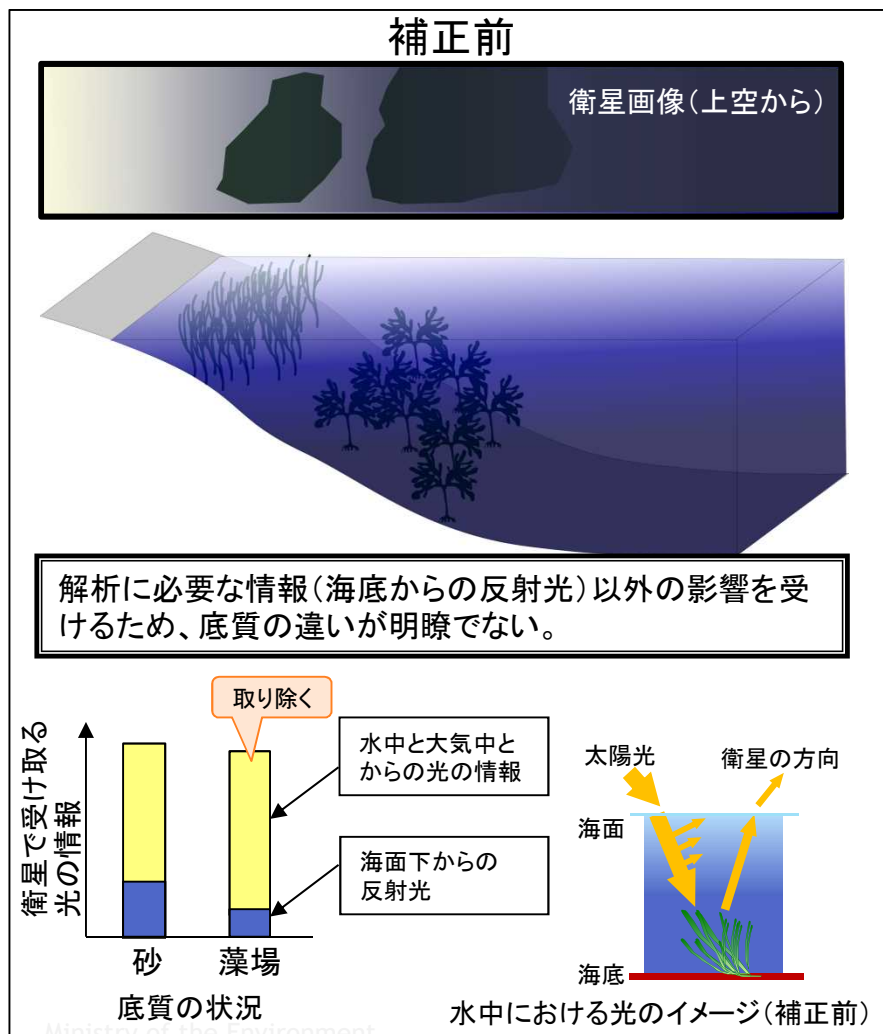 補正前
衛星画像(上空から)
解析に必要な情報(海底からの反射光)以外の影響を受
けるため、底質の違いが明瞭でない。
取り除く
衛星で受け取る
光の情報
水中と大気中と
からの光の情報
海面下からの
反射光
砂
藻場
底質の状況
太陽光
衛星の方向
海面
海底
水中における光のイメージ(補正前)
Ministry of the Environment